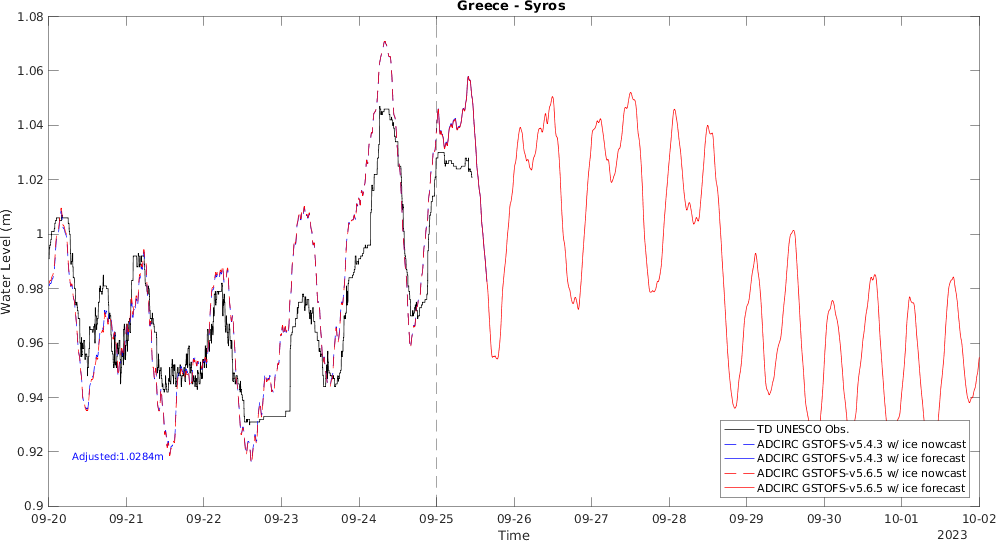 Greece - Syros
1.08
1.06
1.04
1.02
1
0.98
0.96
0.94
0.92
0.9
Water Level (m)
Adjusted:1.0284m
TD UNESCO Obs.
ADCIRC GSTOFS-v5.4.3 w/ ice nowcast
ADCIRC GSTOFS-v5.4.3 w/ ice forecast
ADCIRC GSTOFS-v5.6.5 w/ ice nowcast
ADCIRC GSTOFS-v5.6.5 w/ ice forecast
09-20 09-21 09-22 09-23 09-24 09-25 09-26 09-27 09-28 09-29 09-30 10-01 10-02
Time
2023